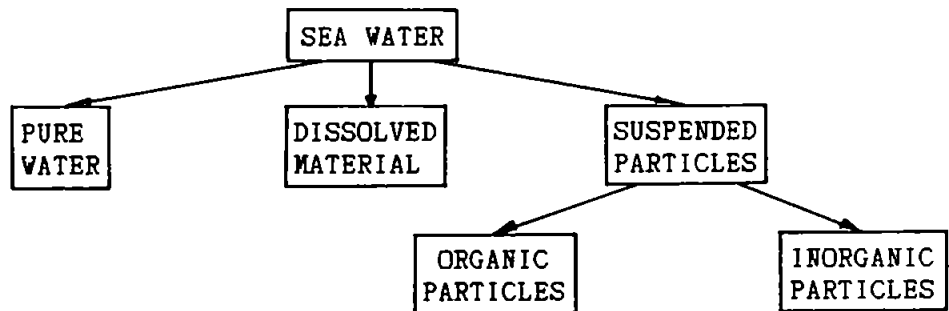 SEA WATER
PURE
WATER
DISSOLVED
MATERIAL
SUSPENDED
PARTICLES
ORGANIC
PARTICLES
INORGANIC
PARTICLES